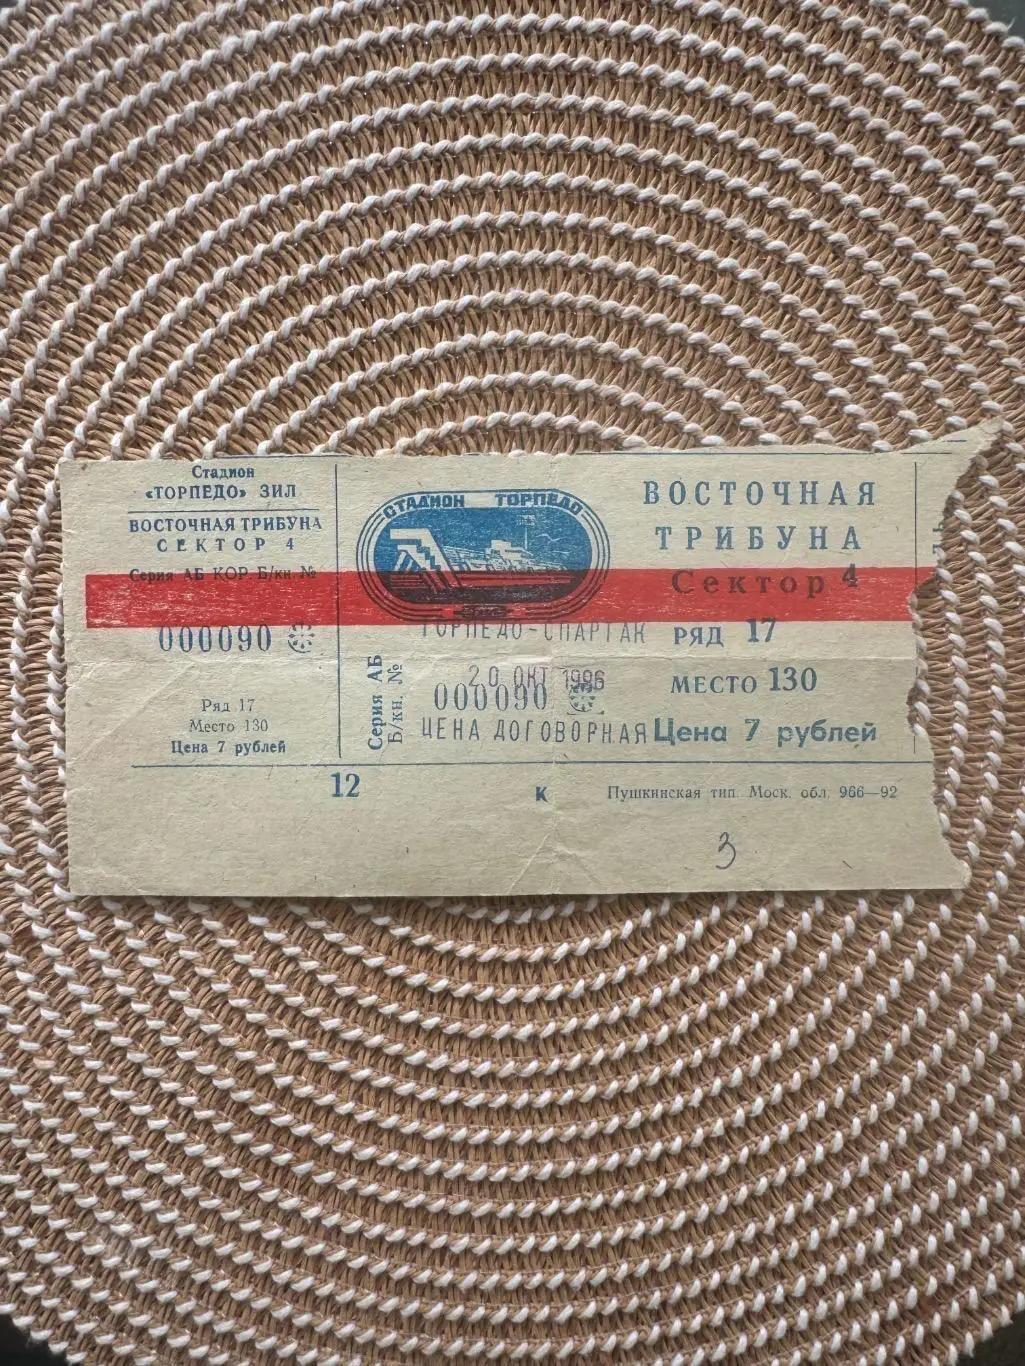 Стадион
«ТОРПЕДО» ЗИЛ
ВОСТОЧНАЯ ТРИБУНА
СЕКТОР 4
Серия АБ КОР. Б/кн. №
000090
Ряд 17
Место 130
Цена 7 рублей
12
СТАДИОН ТОРПЕДО
ТОРПЕДО-СПАРТАК
20 ОКТ 1996
Серия АБ
Б/кн. №
000090
ЦЕНА ДОГОВОРНАЯ
К
ВОСТОЧНАЯ
ТРИБУНА
Сектор 4
РЯД 17
МЕСТО 130
Цена 7 рублей
Пушкинская тип. Моск. обл. 966—92
3